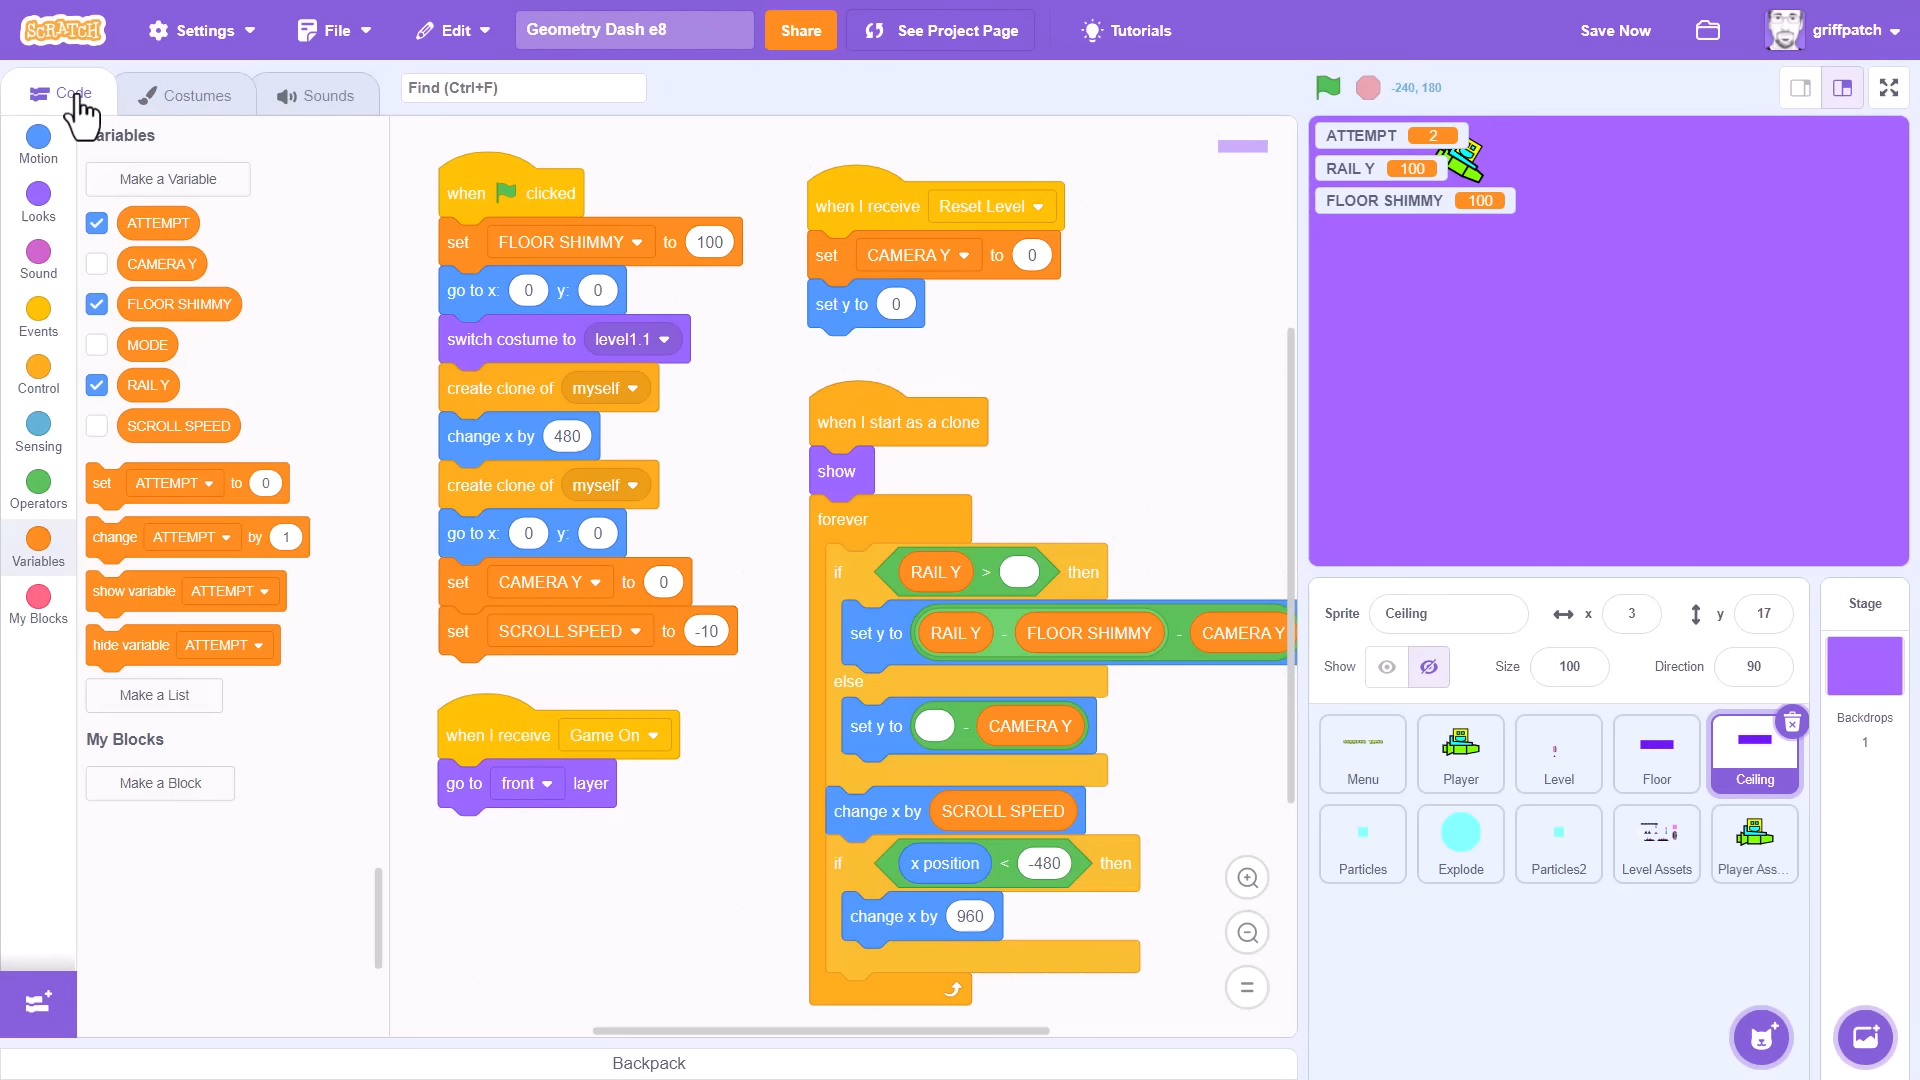 SCRATCH Settings File Edit Geometry Dash e8 Share See Project Page Tutorials Save Now griffpatch
Code Costumes Sounds Find (Ctrl+F) -240, 180
Motion
Looks
Sound
Events
Control
Sensing
Operators
Variables
My Blocks
ariables
Make a Variable
ATTEMPT
CAMERA Y
FLOOR SHIMMY
MODE
RAIL Y
SCROLL SPEED
set ATTEMPT to 0
change ATTEMPT by 1
show variable ATTEMPT
hide variable ATTEMPT
Make a List
My Blocks
Make a Block
when clicked
set FLOOR SHIMMY to 100
go to x: 0 y: 0
switch costume to level1.1
create clone of myself
change x by 480
create clone of myself
go to x: 0 y: 0
set CAMERA Y to 0
set SCROLL SPEED to -10
when I receive Game On
go to front layer
when I receive Reset Level
set CAMERA Y to 0
set y to 0
when I start as a clone
show
forever
if RAIL Y > then
set y to RAIL Y - FLOOR SHIMMY - CAMERA Y
else
set y to - CAMERA Y
change x by SCROLL SPEED
if x position < -480 then
change x by 960
ATTEMPT 2
RAIL Y 100
FLOOR SHIMMY 100
Sprite Ceiling x 3 y 17
Show Size 100 Direction 90
Menu Player Level Floor Ceiling
Particles Explode Particles2 Level Assets Player Ass...
Stage
Backdrops
1
Backpack